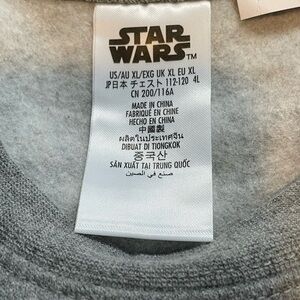 STAR
WARS™
US/AU XL/EXG UK XL EU XL
JP日本 チェスト 112-120 4L
CN 200/116A
MADE IN CHINA
FABRIQUÉ EN CHINE
HECHO EN CHINA
中國製
ผลิตในประเทศจีน
DIBUAT DI TIONGKOK
중국산
SẢN XUẤT TẠI TRUNG QUỐC
صنع في الصين